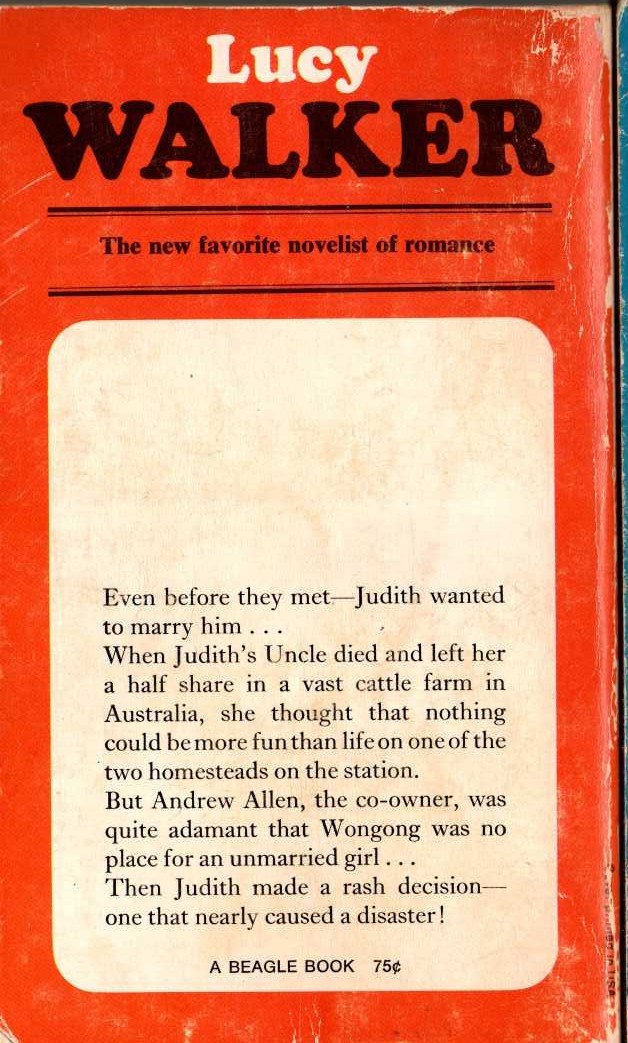 Lucy
WALKER
The new favorite novelist of romance
Even before they met—Judith wanted
to marry him . . .
When Judith's Uncle died and left her
a half share in a vast cattle farm in
Australia, she thought that nothing
could be more fun than life on one of the
two homesteads on the station.
But Andrew Allen, the co-owner, was
quite adamant that Wongong was no
place for an unmarried girl . . .
Then Judith made a rash decision—
one that nearly caused a disaster!
A BEAGLE BOOK 75¢
in USA